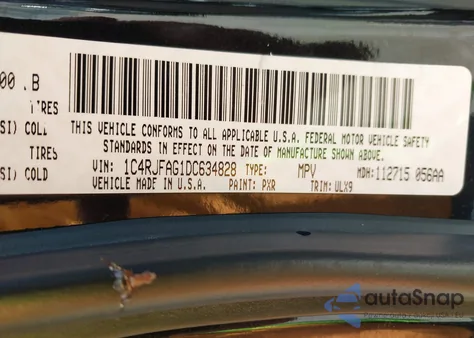 00 .B
TIRES
SI) COLD
TIRES
SI) COLD
THIS VEHICLE CONFORMS TO ALL APPLICABLE U.S.A. FEDERAL MOTOR VEHICLE SAFETY
STANDARDS IN EFFECT ON THE DATE OF MANUFACTURE SHOWN ABOVE.
VIN: 1C4RJFAG1DC634828 TYPE: MPV MDH: 112715 056AA
VEHICLE MADE IN U.S.A. PAINT: PXR TRIM: ULX9
autoSnap